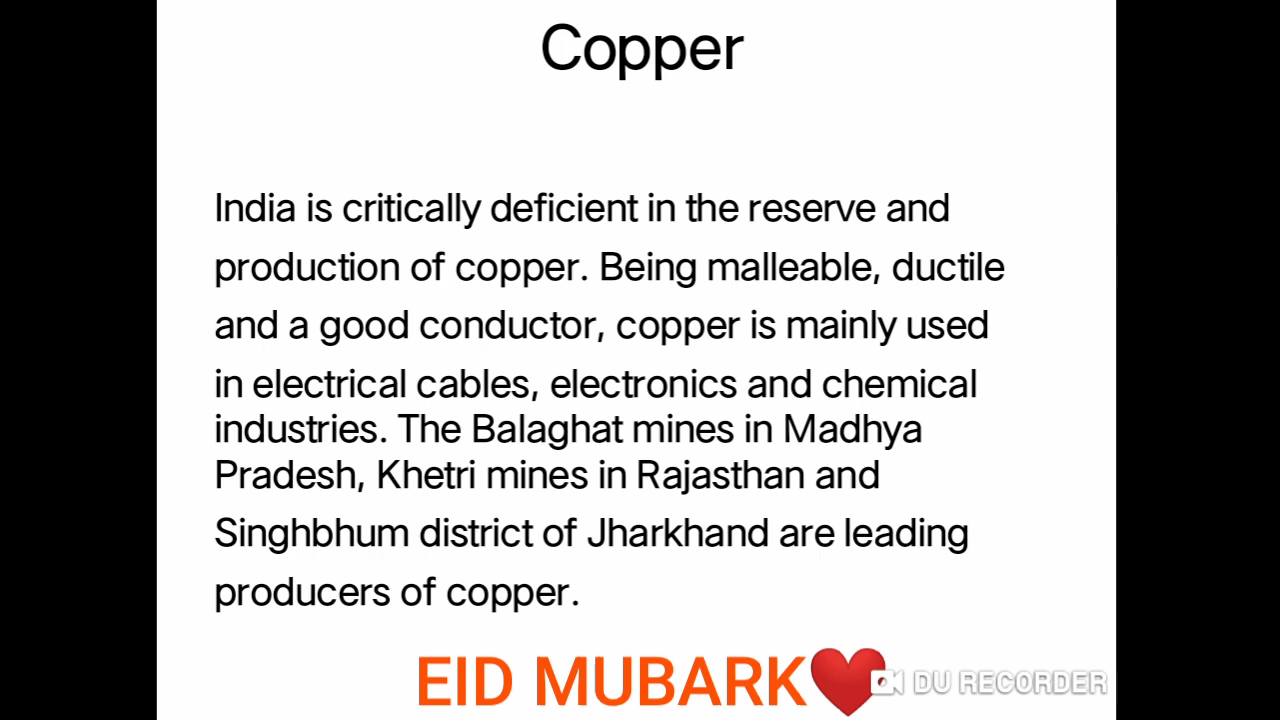 Copper
India is critically deficient in the reserve and
production of copper. Being malleable, ductile
and a good conductor, copper is mainly used
in electrical cables, electronics and chemical
industries. The Balaghat mines in Madhya
Pradesh, Khetri mines in Rajasthan and
Singhbhum district of Jharkhand are leading
producers of copper.
EID MUBARK❤️
DU RECORDER